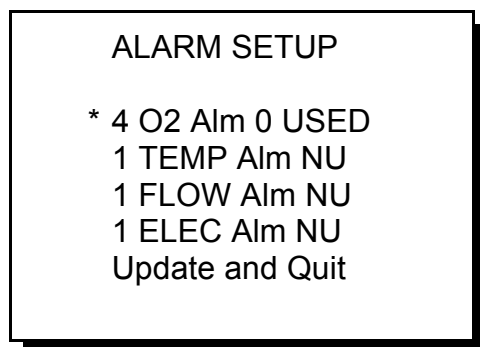 ALARM SETUP
* 4 O2 Alm 0 USED
1 TEMP Alm NU
1 FLOW Alm NU
1 ELEC Alm NU
Update and Quit